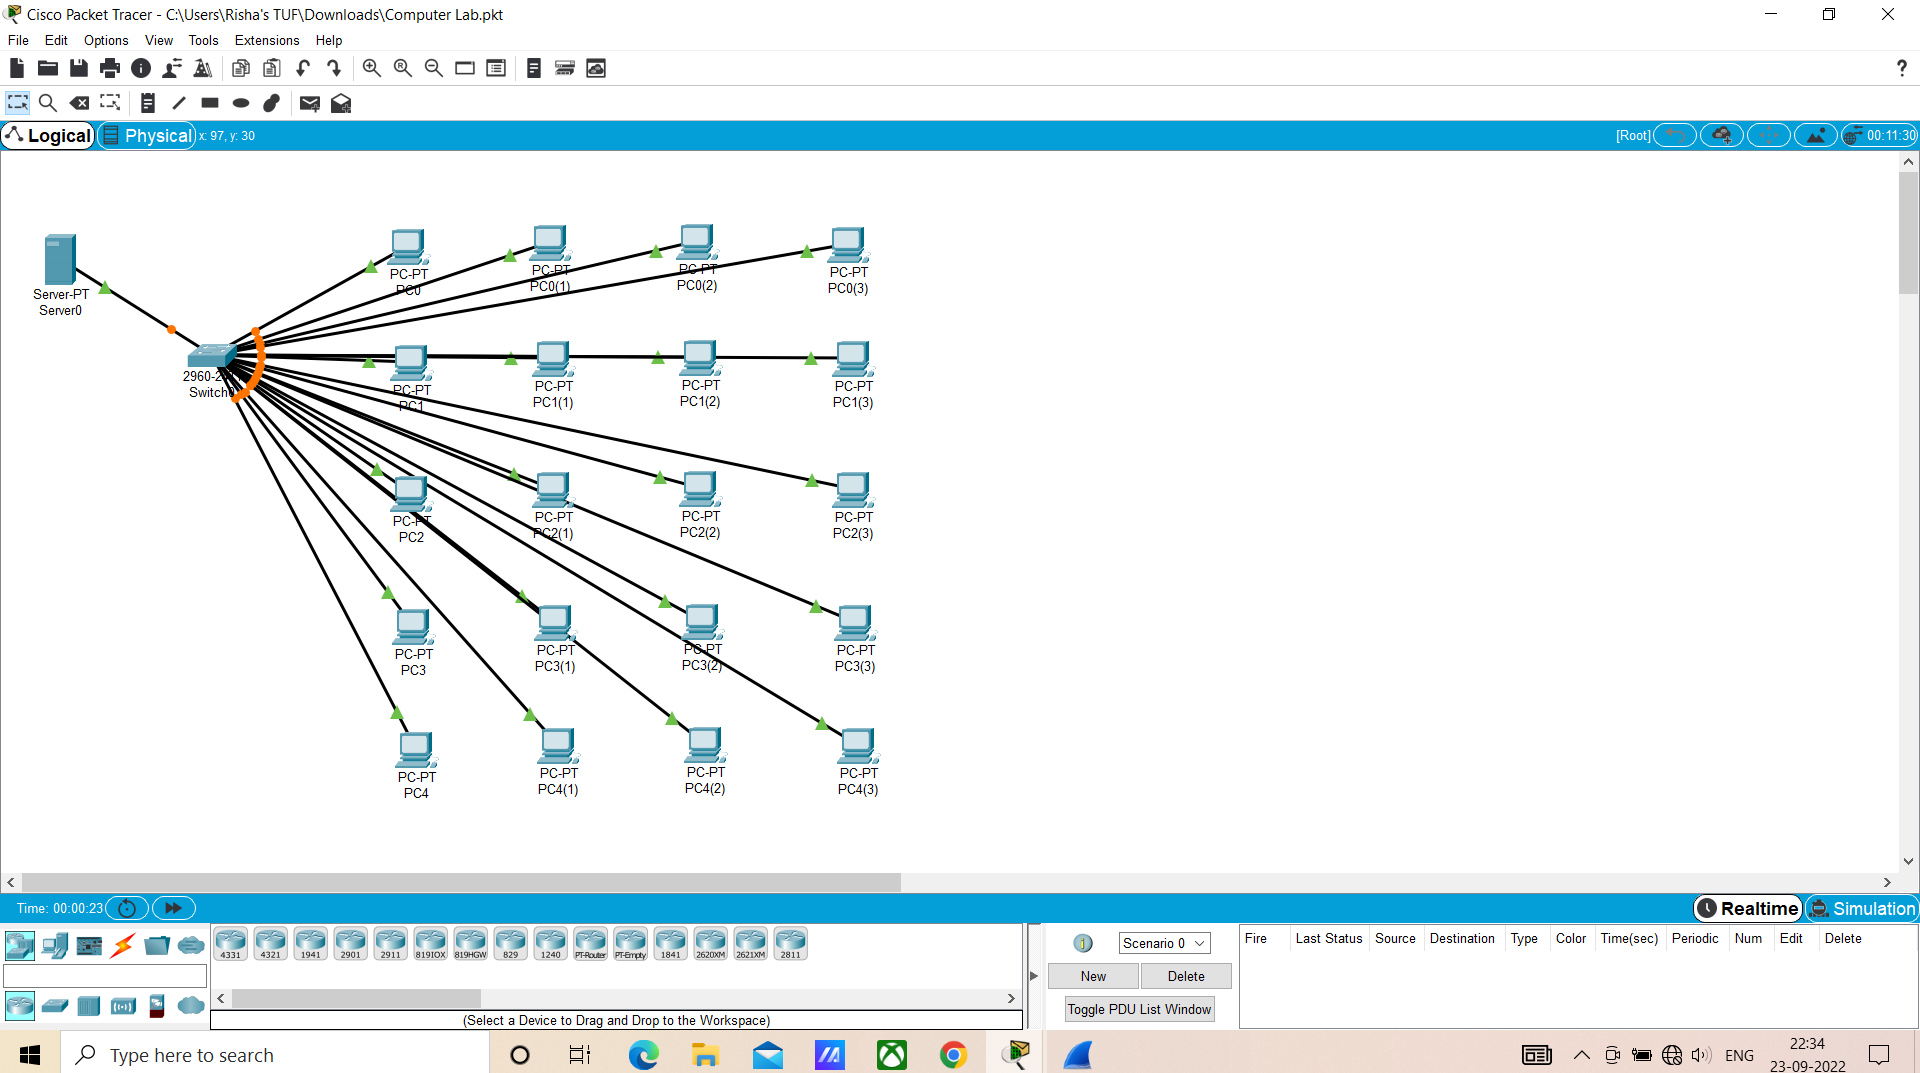 Cisco Packet Tracer - C:\Users\Risha's TUF\Downloads\Computer Lab.pkt
File Edit Options View Tools Extensions Help
?
Logical Physical x: 97, y: 30 [Root] 00:11:30
Server-PT
Server0
Switch0
PC-PT
PC0
PC-PT
PC0(1)
PC-PT
PC0(2)
PC-PT
PC0(3)
PC-PT
PC1
PC-PT
PC1(1)
PC-PT
PC1(2)
PC-PT
PC1(3)
PC-PT
PC2
PC-PT
PC2(1)
PC-PT
PC2(2)
PC-PT
PC2(3)
PC-PT
PC3
PC-PT
PC3(1)
PC-PT
PC3(2)
PC-PT
PC3(3)
PC-PT
PC4
PC-PT
PC4(1)
PC-PT
PC4(2)
PC-PT
PC4(3)
Time: 00:00:23 Realtime Simulation
4331 4321 1941 2901 2911 819IOX 819HGW 829 1240 PT-Router PT-Empty 1841 2620XM 2621XM 2811
(Select a Device to Drag and Drop to the Workspace)
Scenario 0
New Delete
Toggle PDU List Window
Fire Last Status Source Destination Type Color Time(sec) Periodic Num Edit Delete
Type here to search
ENG
22:34
23-09-2022